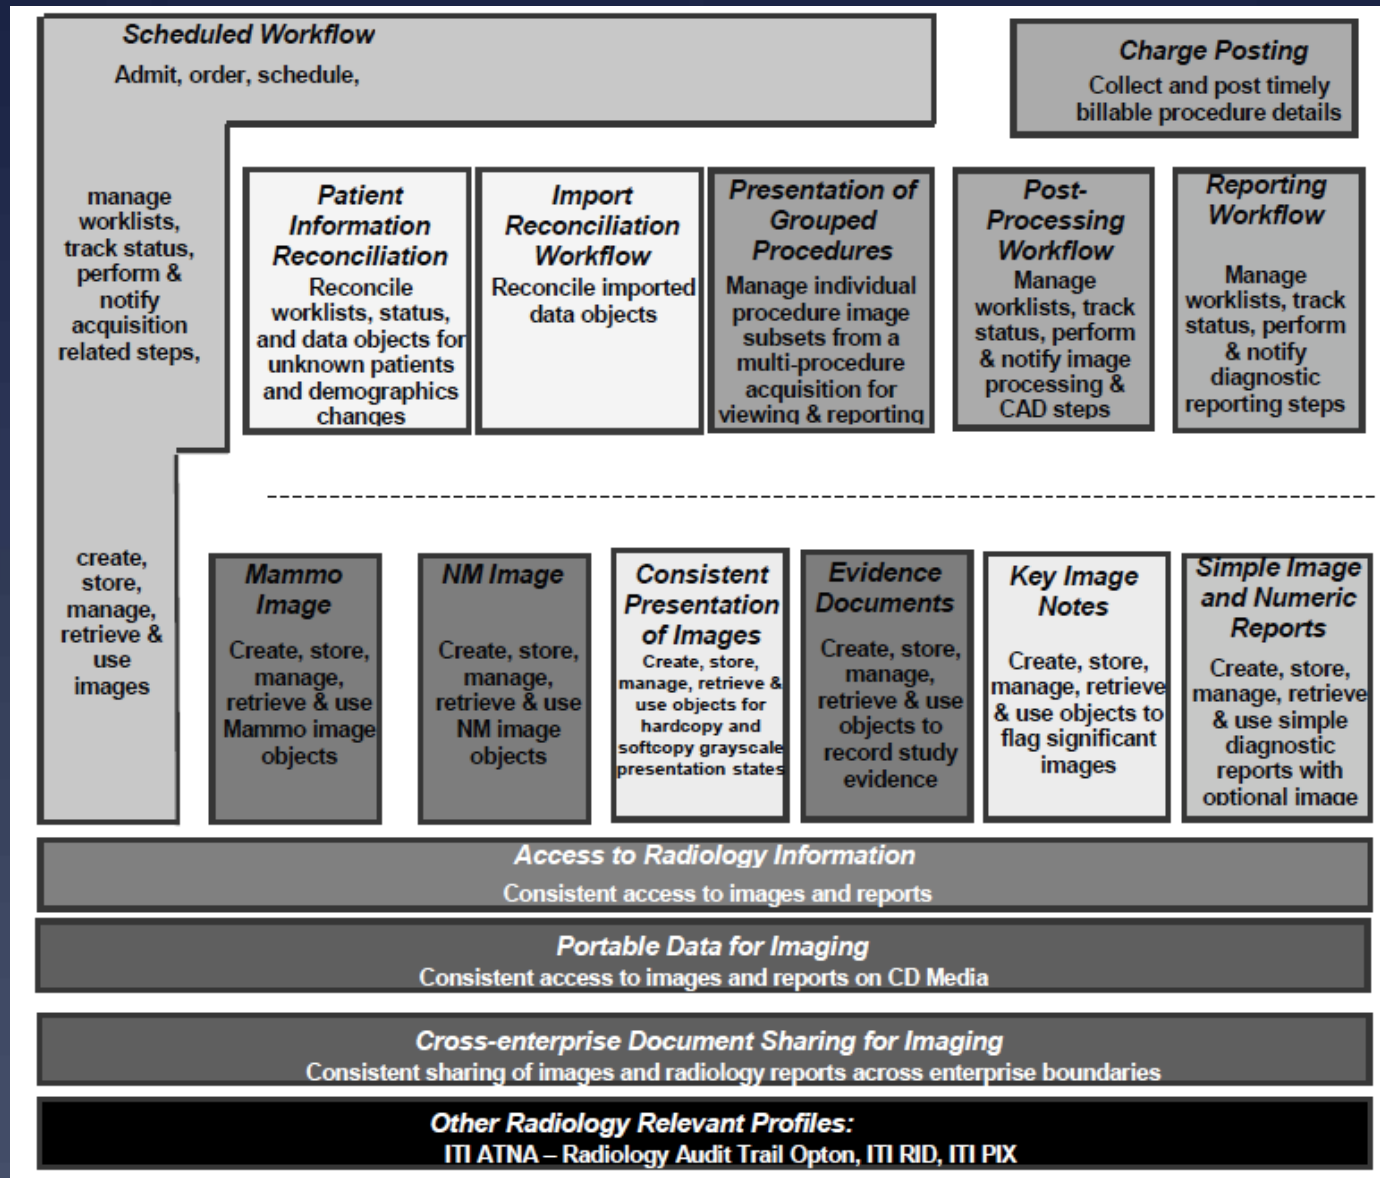 Scheduled Workflow
Admit, order, schedule,
manage
worklists,
track status,
perform &
notify
acquisition
related steps,
create,
store,
manage,
retrieve &
use
images
Charge Posting
Collect and post timely
billable procedure details
Patient
Information
Reconciliation
Reconcile
worklists, status,
and data objects for
unknown patients
and demographics
changes
Import
Reconciliation
Workflow
Reconcile imported
data objects
Presentation of
Grouped
Procedures
Manage individual
procedure image
subsets from a
multi-procedure
acquisition for
viewing & reporting
Post-
Processing
Workflow
Manage
worklists, track
status, perform
& notify image
processing &
CAD steps
Reporting
Workflow
Manage
worklists, track
status, perform
& notify
diagnostic
reporting steps
Mammo
Image
Create, store,
manage,
retrieve & use
Mammo image
objects
NM Image
Create, store,
manage,
retrieve & use
NM image
objects
Consistent
Presentation
of Images
Create, store,
manage, retrieve &
use objects for
hardcopy and
softcopy grayscale
presentation states
Evidence
Documents
Create, store,
manage,
retrieve & use
objects to
record study
evidence
Key Image
Notes
Create, store,
manage, retrieve
& use objects to
flag significant
images
Simple Image
and Numeric
Reports
Create, store,
manage, retrieve
& use simple
diagnostic
reports with
optional image
Access to Radiology Information
Consistent access to images and reports
Portable Data for Imaging
Consistent access to images and reports on CD Media
Cross-enterprise Document Sharing for Imaging
Consistent sharing of images and radiology reports across enterprise boundaries
Other Radiology Relevant Profiles:
ITI ATNA – Radiology Audit Trail Opton, ITI RID, ITI PIX